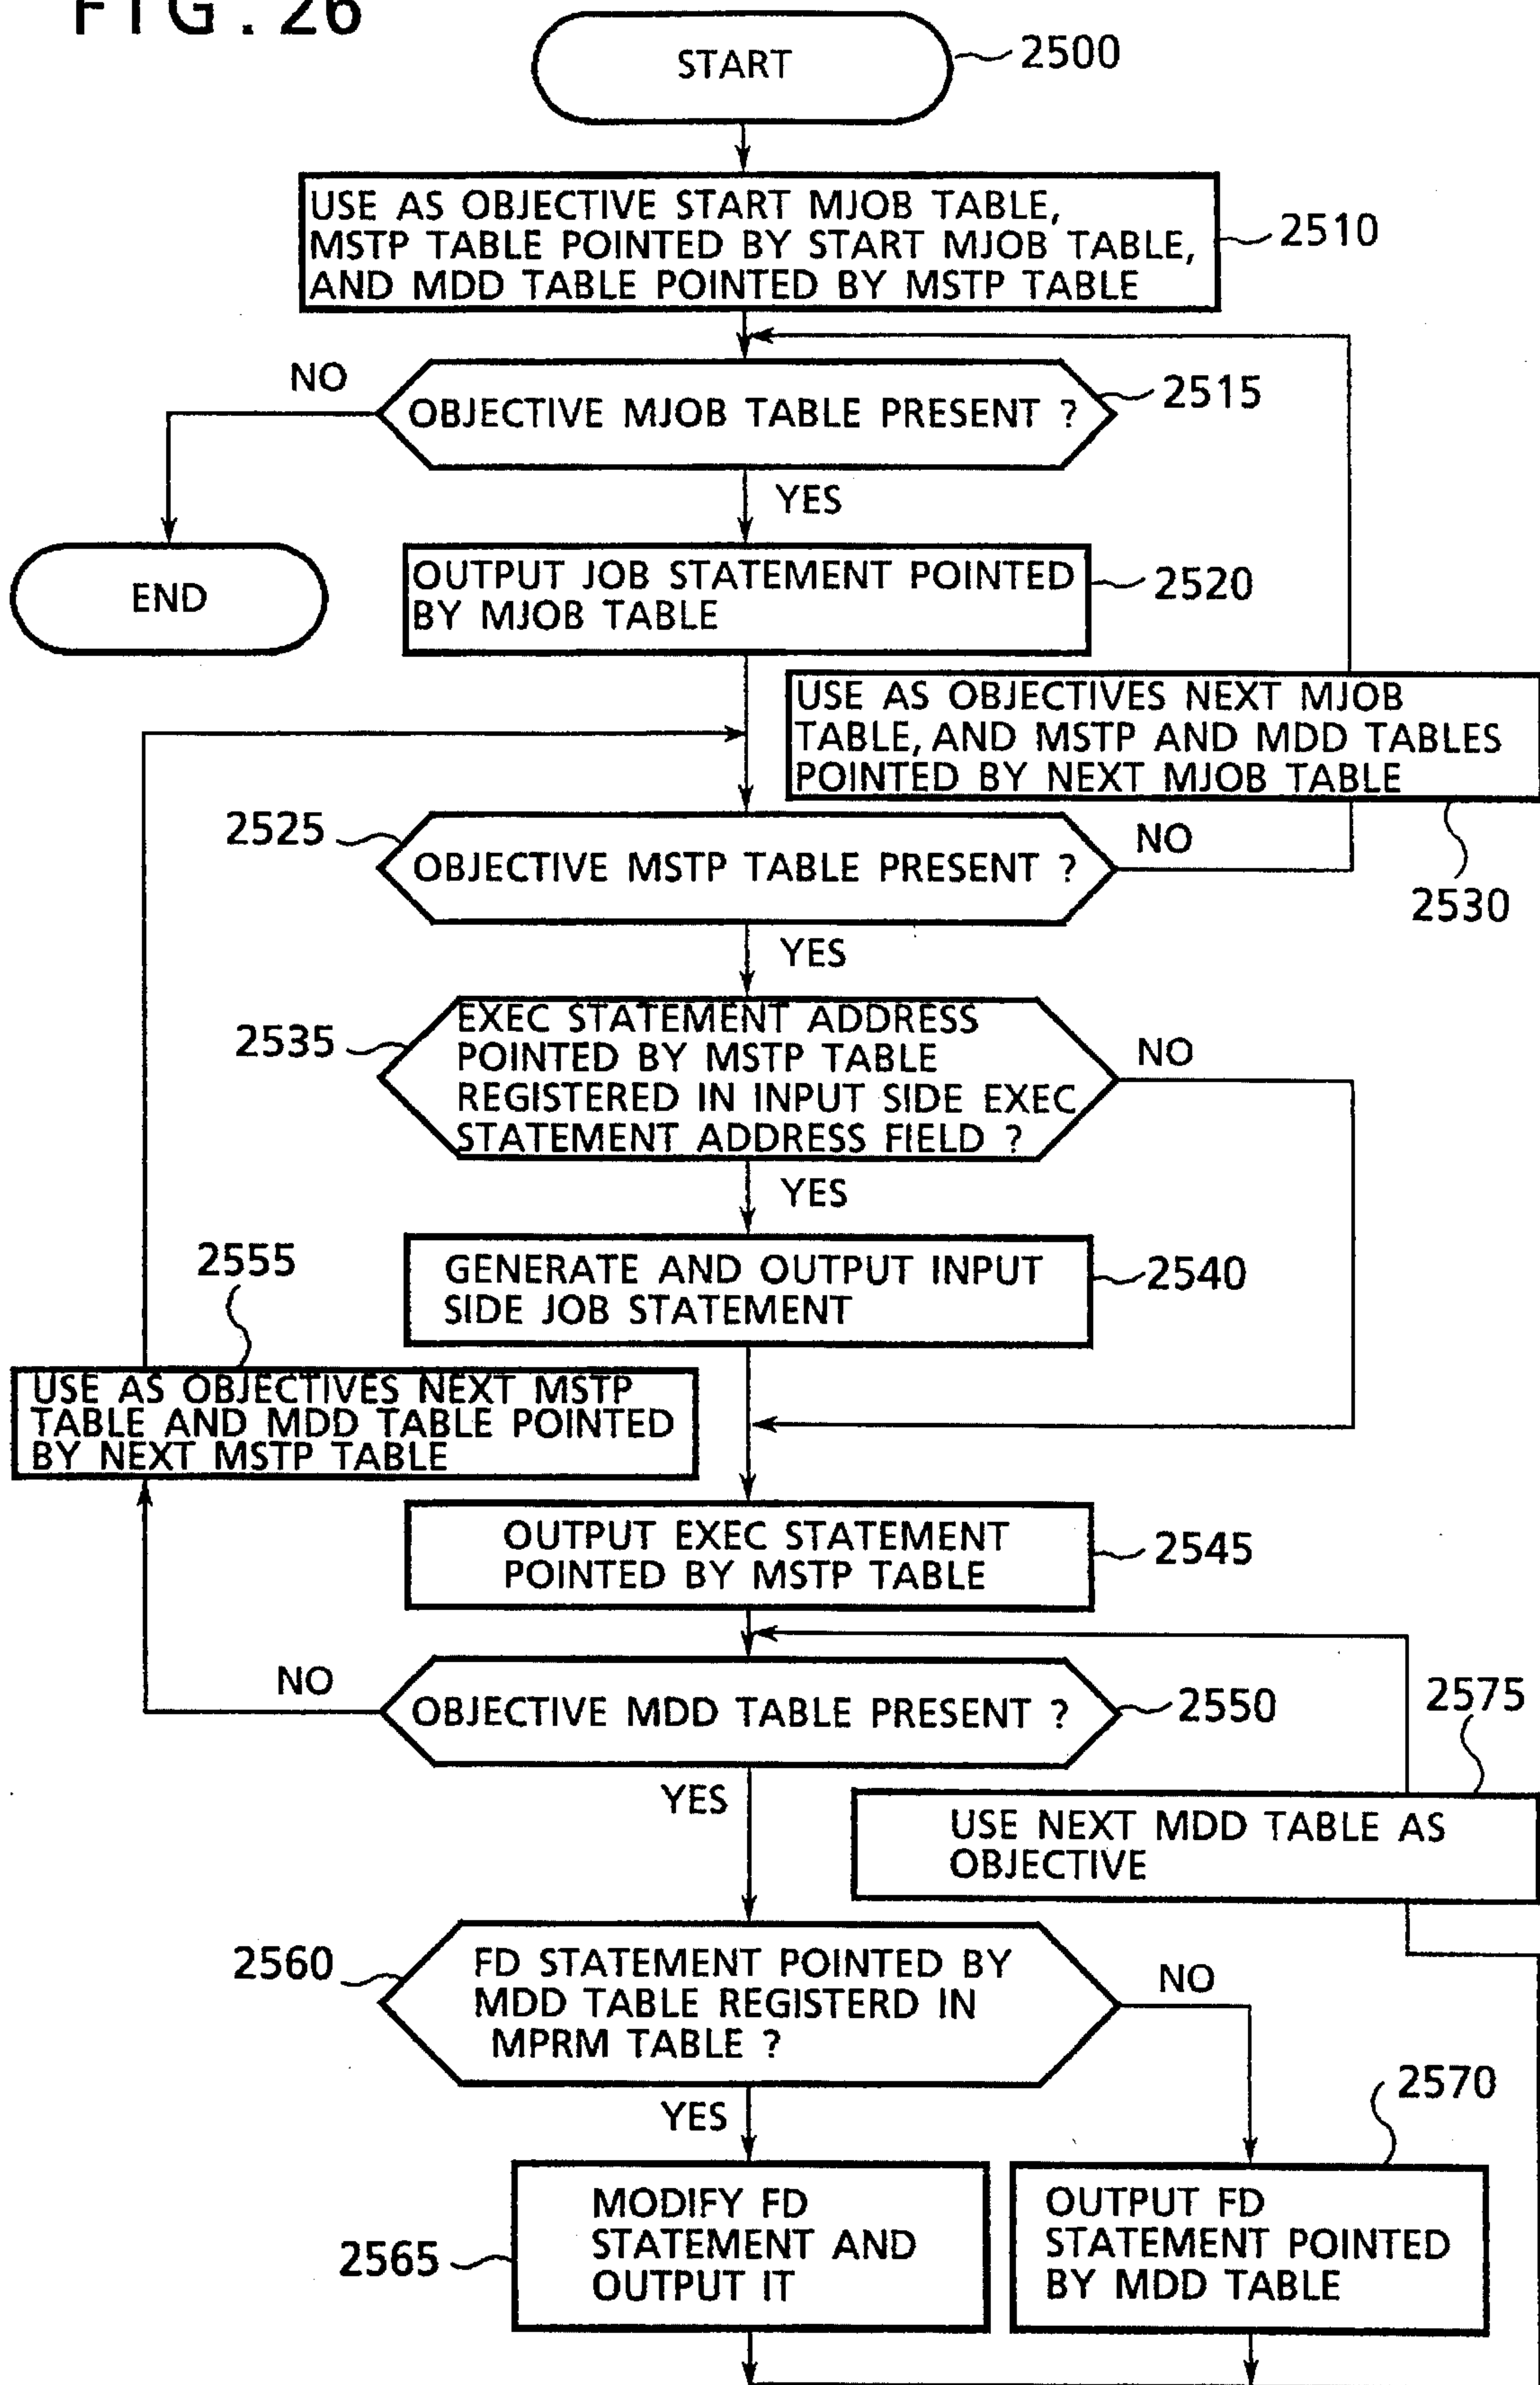 FIG. 26
START
2500
USE AS OBJECTIVE START MJOB TABLE,
MSTP TABLE POINTED BY START MJOB TABLE,
AND MDD TABLE POINTED BY MSTP TABLE
2510
NO
OBJECTIVE MJOB TABLE PRESENT ?
2515
YES
END
OUTPUT JOB STATEMENT POINTED
BY MJOB TABLE
2520
USE AS OBJECTIVES NEXT MJOB
TABLE, AND MSTP AND MDD TABLES
POINTED BY NEXT MJOB TABLE
2530
2525
OBJECTIVE MSTP TABLE PRESENT ?
NO
YES
2535
EXEC STATEMENT ADDRESS
POINTED BY MSTP TABLE
REGISTERED IN INPUT SIDE EXEC
STATEMENT ADDRESS FIELD ?
NO
YES
GENERATE AND OUTPUT INPUT
SIDE JOB STATEMENT
2540
2555
USE AS OBJECTIVES NEXT MSTP
TABLE AND MDD TABLE POINTED
BY NEXT MSTP TABLE
OUTPUT EXEC STATEMENT
POINTED BY MSTP TABLE
2545
NO
OBJECTIVE MDD TABLE PRESENT ?
2550
YES
2575
USE NEXT MDD TABLE AS
OBJECTIVE
2560
FD STATEMENT POINTED BY
MDD TABLE REGISTERD IN
MPRM TABLE ?
NO
YES
2570
2565
MODIFY FD
STATEMENT AND
OUTPUT IT
OUTPUT FD
STATEMENT POINTED
BY MDD TABLE